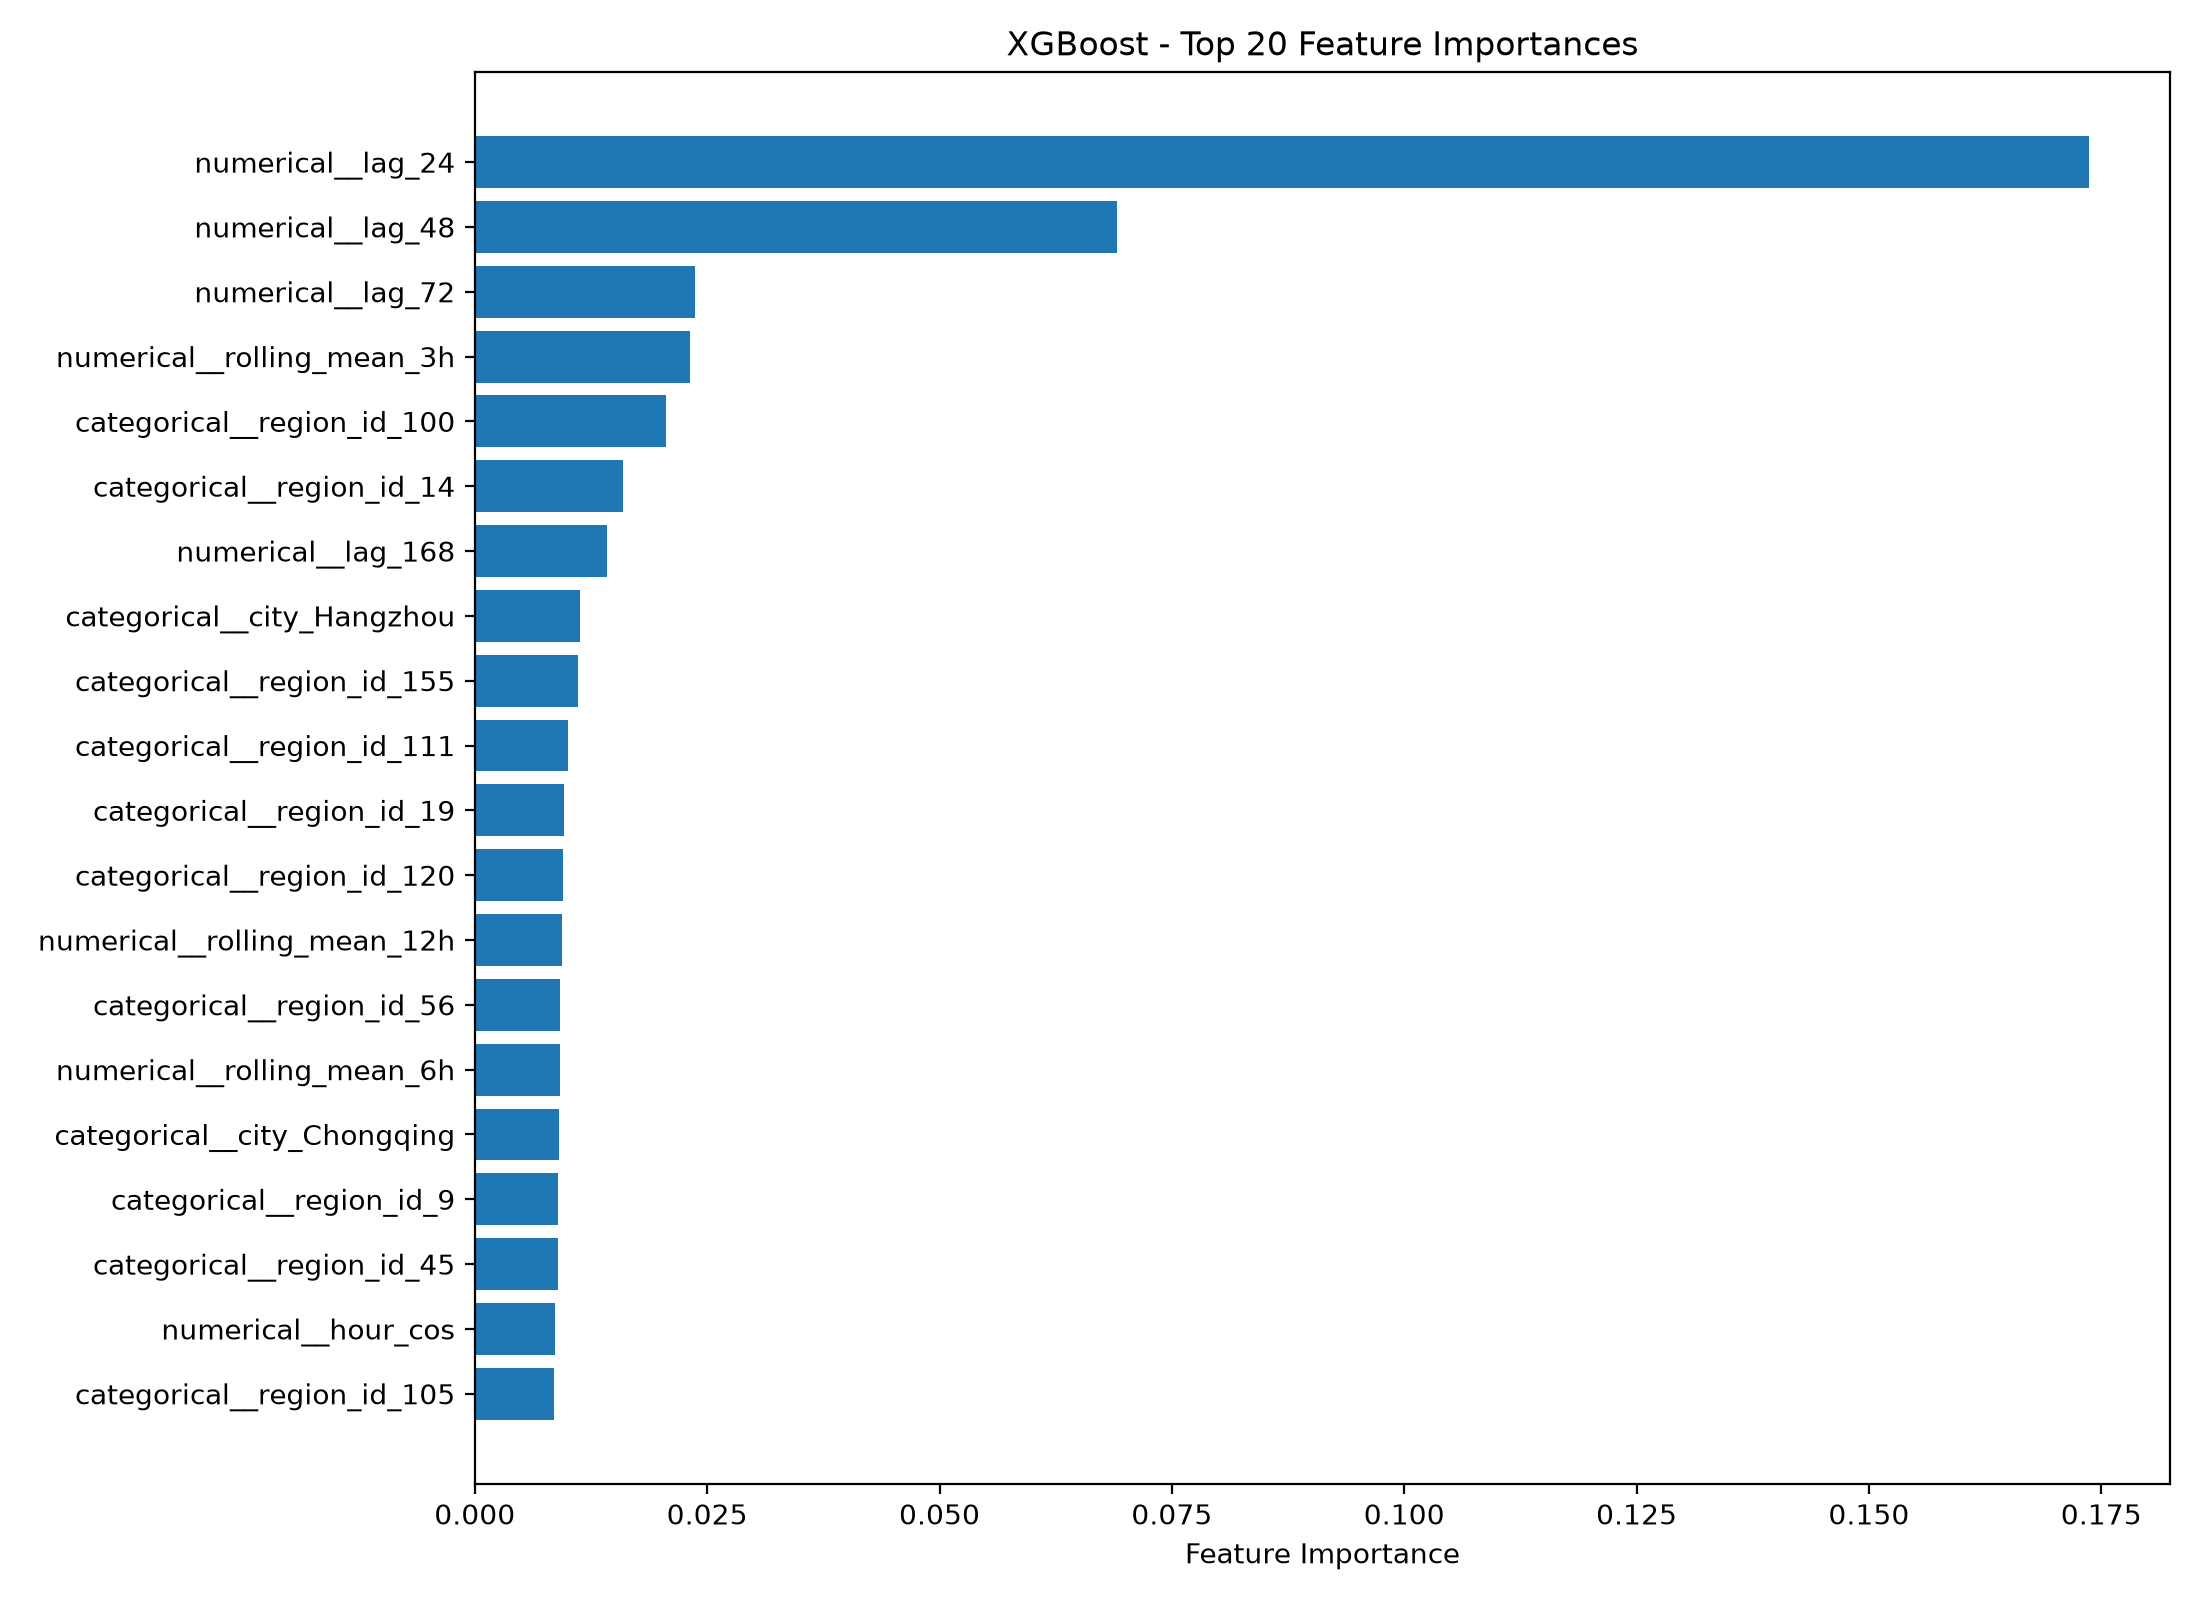 XGBoost - Top 20 Feature Importances
numerical__lag_24
numerical__lag_48
numerical__lag_72
numerical__rolling_mean_3h
categorical__region_id_100
categorical__region_id_14
numerical__lag_168
categorical__city_Hangzhou
categorical__region_id_155
categorical__region_id_111
categorical__region_id_19
categorical__region_id_120
numerical__rolling_mean_12h
categorical__region_id_56
numerical__rolling_mean_6h
categorical__city_Chongqing
categorical__region_id_9
categorical__region_id_45
numerical__hour_cos
categorical__region_id_105
0.000 0.025 0.050 0.075 0.100 0.125 0.150 0.175
Feature Importance